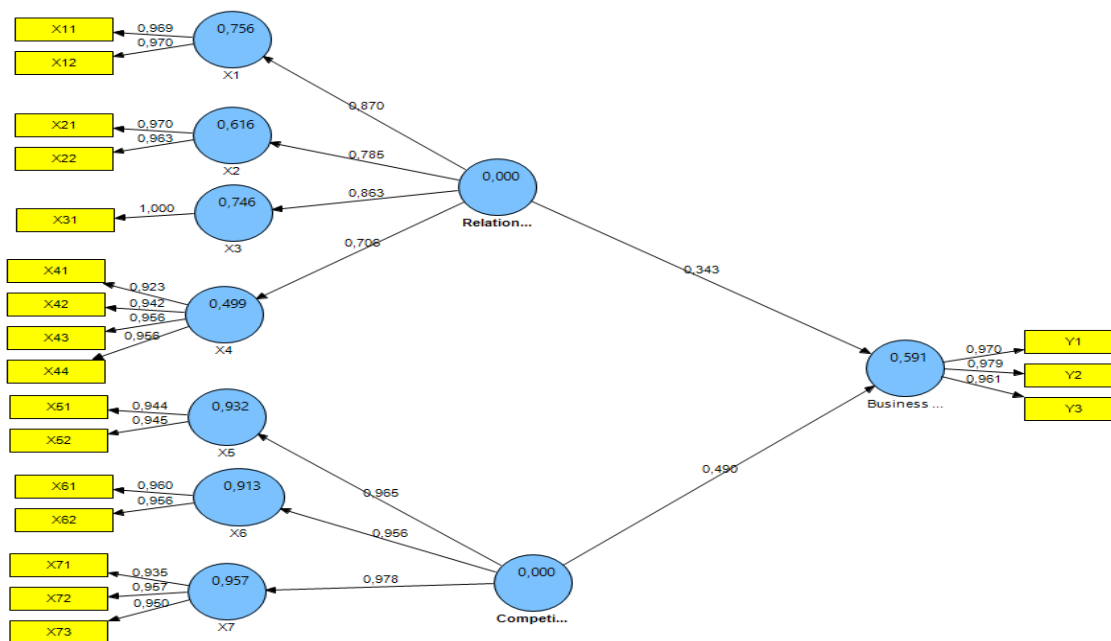 X11
0,969
0,756
X12
0,970
X1
0,870
X21
0,970
0,616
X22
0,963
X2
0,785
0,000
Relation...
X31
1,000
0,746
X3
0,863
X41
0,923
0,706
X42
0,942
0,499
X43
0,956
X4
X44
0,956
0,343
0,591
Business ...
0,970
Y1
0,979
Y2
0,961
Y3
X51
0,944
0,932
X52
0,945
X5
0,965
0,490
X61
0,960
0,913
X62
0,956
X6
0,956
0,000
Competi...
X71
0,935
0,957
X72
0,957
X7
0,978
X73
0,950